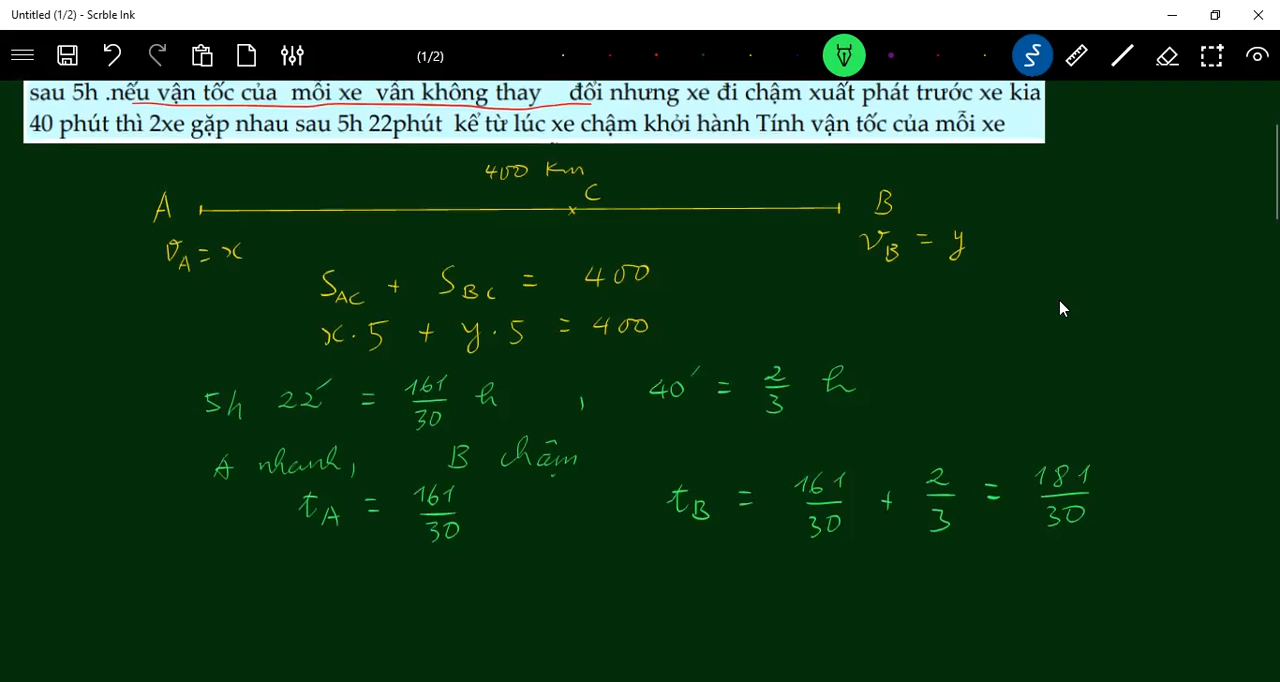 Untitled (1/2) - Scrble Ink
(1/2)
sau 5h .nếu vận tốc của mỗi xe vẫn không thay đổi nhưng xe đi chậm xuất phát trước xe kia
40 phút thì 2xe gặp nhau sau 5h 22phút kể từ lúc xe chậm khởi hành Tính vận tốc của mỗi xe
400 km
A C B
v_A = x v_B = y
S_AC + S_BC = 400
x . 5 + y . 5 = 400
5h 22' = 161/30 h , 40' = 2/3 h
A nhanh, B chậm
t_A = 161/30 t_B = 161/30 + 2/3 = 181/30